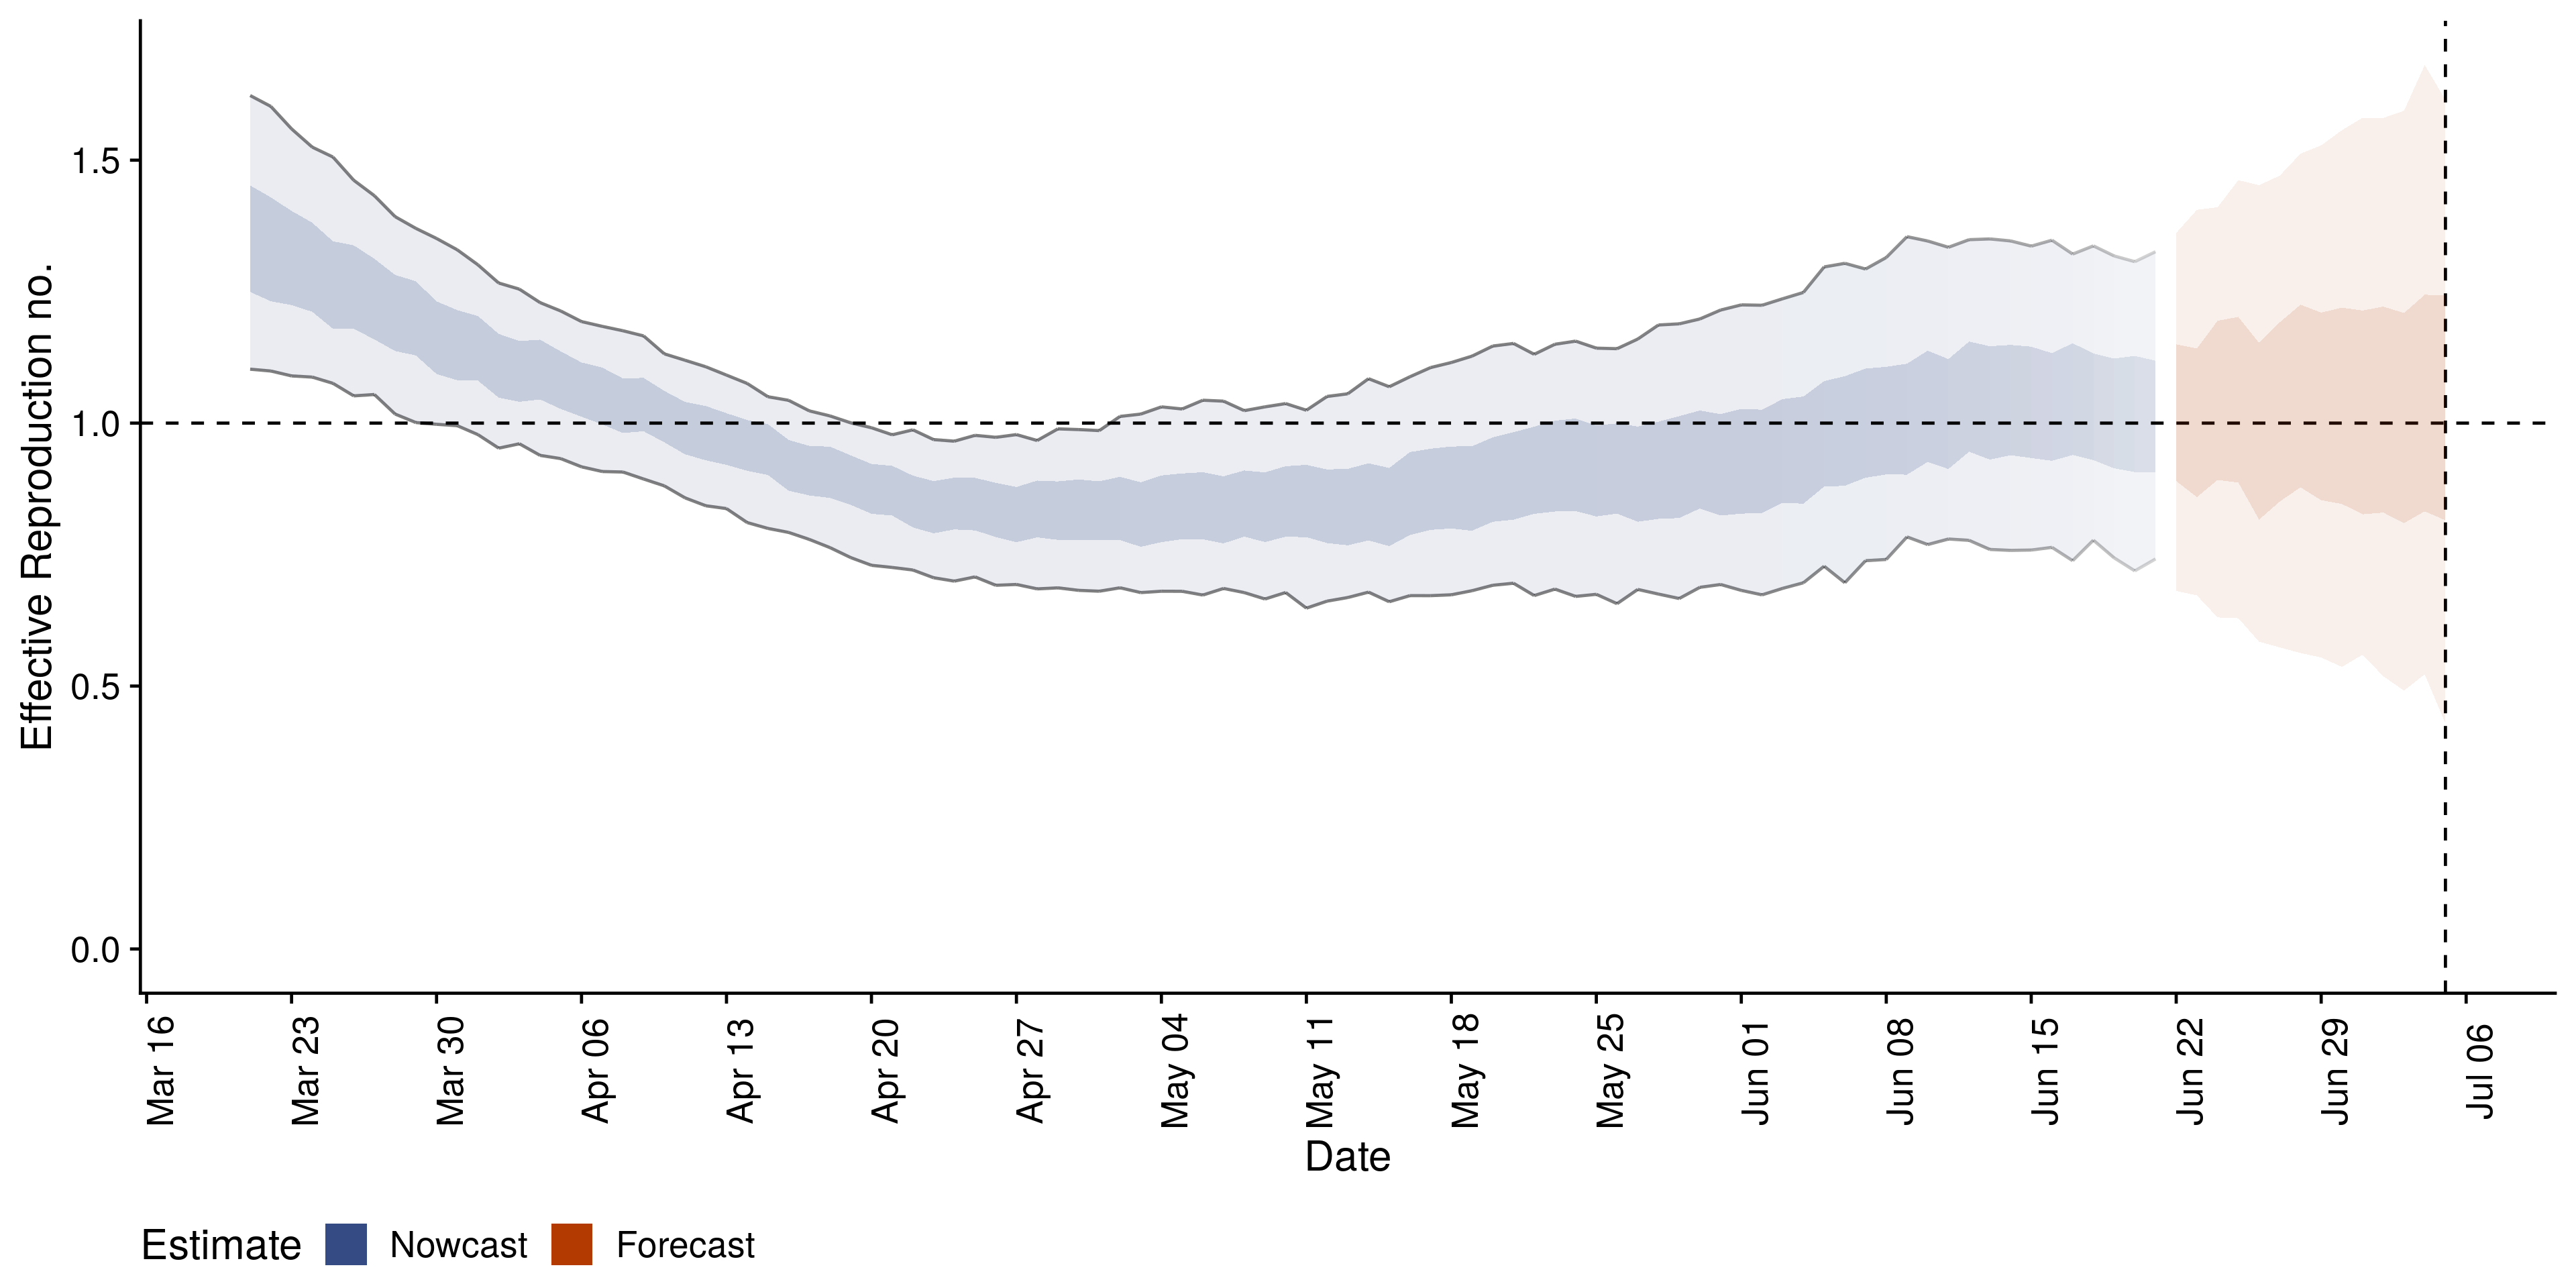 Effective Reproduction no.
1.5
1.0
0.5
0.0
Mar 16
Mar 23
Mar 30
Apr 06
Apr 13
Apr 20
Apr 27
May 04
May 11
May 18
May 25
Jun 01
Jun 08
Jun 15
Jun 22
Jun 29
Jul 06
Date
Estimate Nowcast Forecast